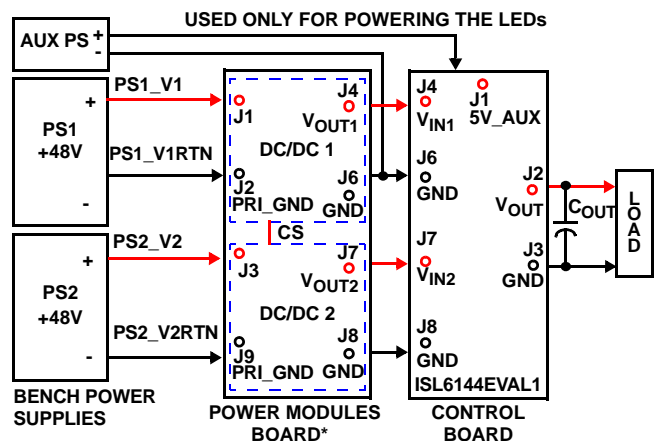 USED ONLY FOR POWERING THE LEDs
AUX PS
+
-
PS1_V1
+
PS1
+48V
-
PS1_V1RTN
J1
J4
VOUT1
DC/DC 1
J2
PRI_GND
J6
GND
CS
PS2_V2
+
PS2
+48V
-
PS2_V2RTN
J3
J7
VOUT2
DC/DC 2
J9
PRI_GND
J8
GND
J4
VIN1
J1
5V_AUX
J6
GND
J2
VOUT
COUT
LOAD
J7
VIN2
J3
GND
J8
GND
ISL6144EVAL1
BENCH POWER
SUPPLIES
POWER MODULES
BOARD*
CONTROL
BOARD